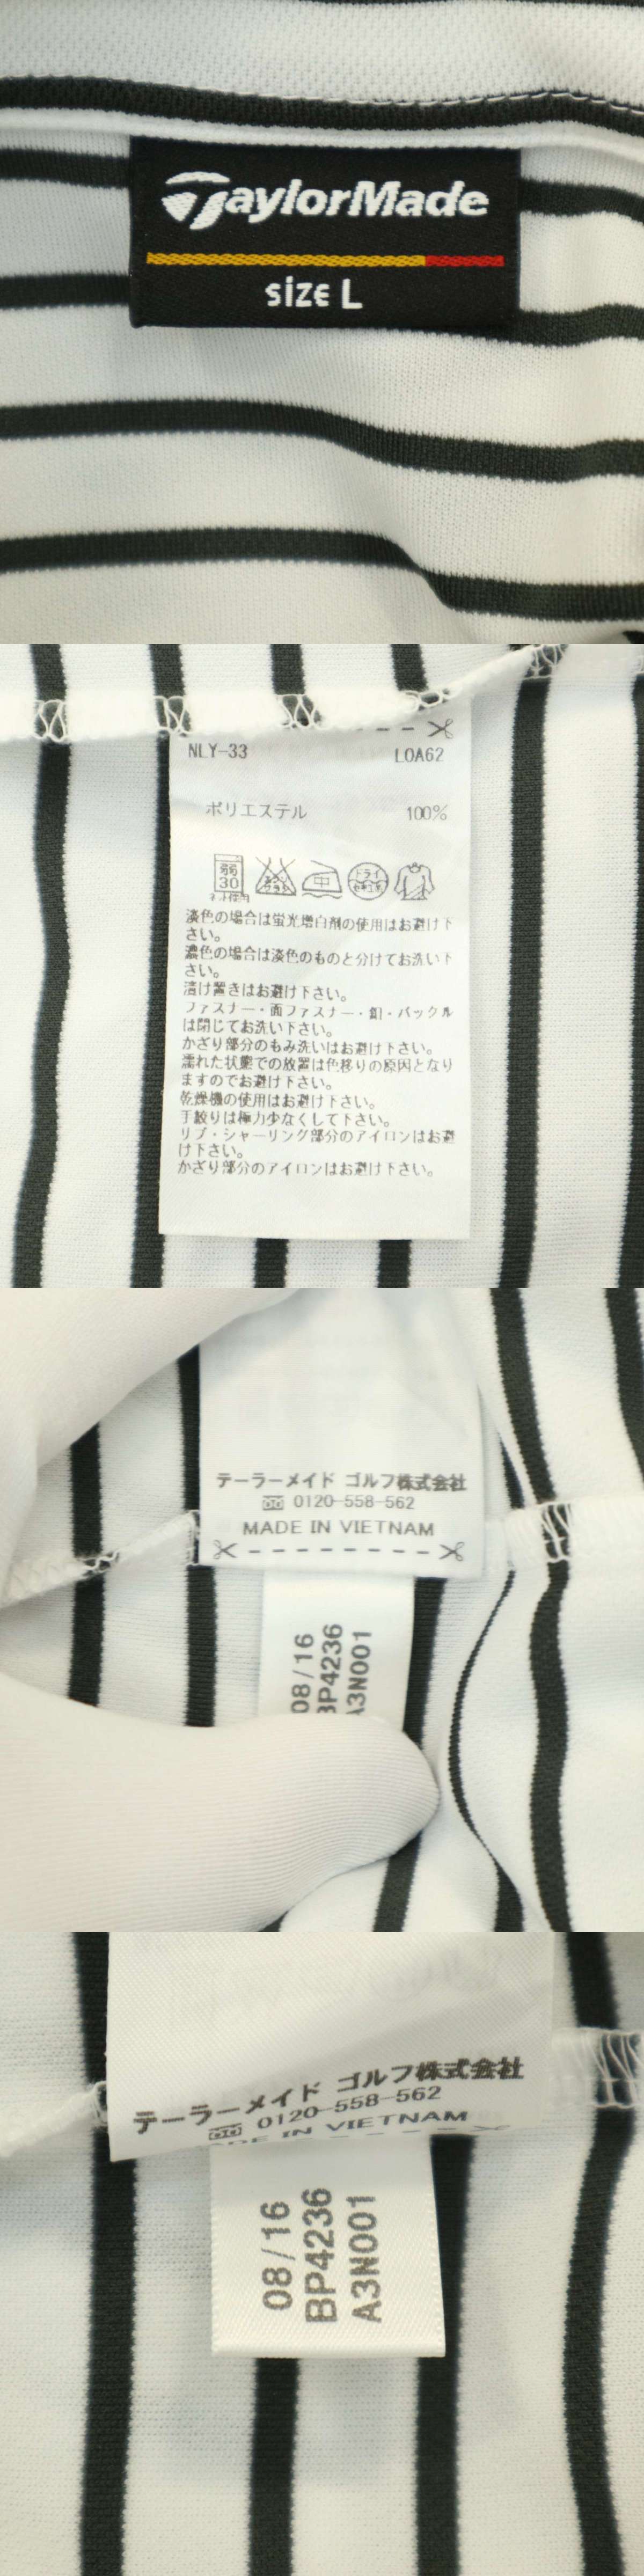 TaylorMade
size L
NLY-33 LOA62
ポリエステル 100%
弱
30
ネット使用
ドライ
淡色の場合は蛍光増白剤の使用はお避け下
さい。
濃色の場合は淡色のものと分けてお洗い下
さい。
漬け置きはお避け下さい。
ファスナー・面ファスナー・釦・バックル
は閉じてお洗い下さい。
かざり部分のもみ洗いはお避け下さい。
濡れた状態での放置は色移りの原因となり
ますのでお避け下さい。
乾燥機の使用はお避け下さい。
手絞りは極力少なくして下さい。
リブ・シャーリング部分のアイロンはお避
け下さい。
かざり部分のアイロンはお避け下さい。
テーラーメイド ゴルフ株式会社
0120-558-562
MADE IN VIETNAM
08/16
BP4236
A3N001
テーラーメイド ゴルフ株式会社
0120-558-562
MADE IN VIETNAM
08/16
BP4236
A3N001